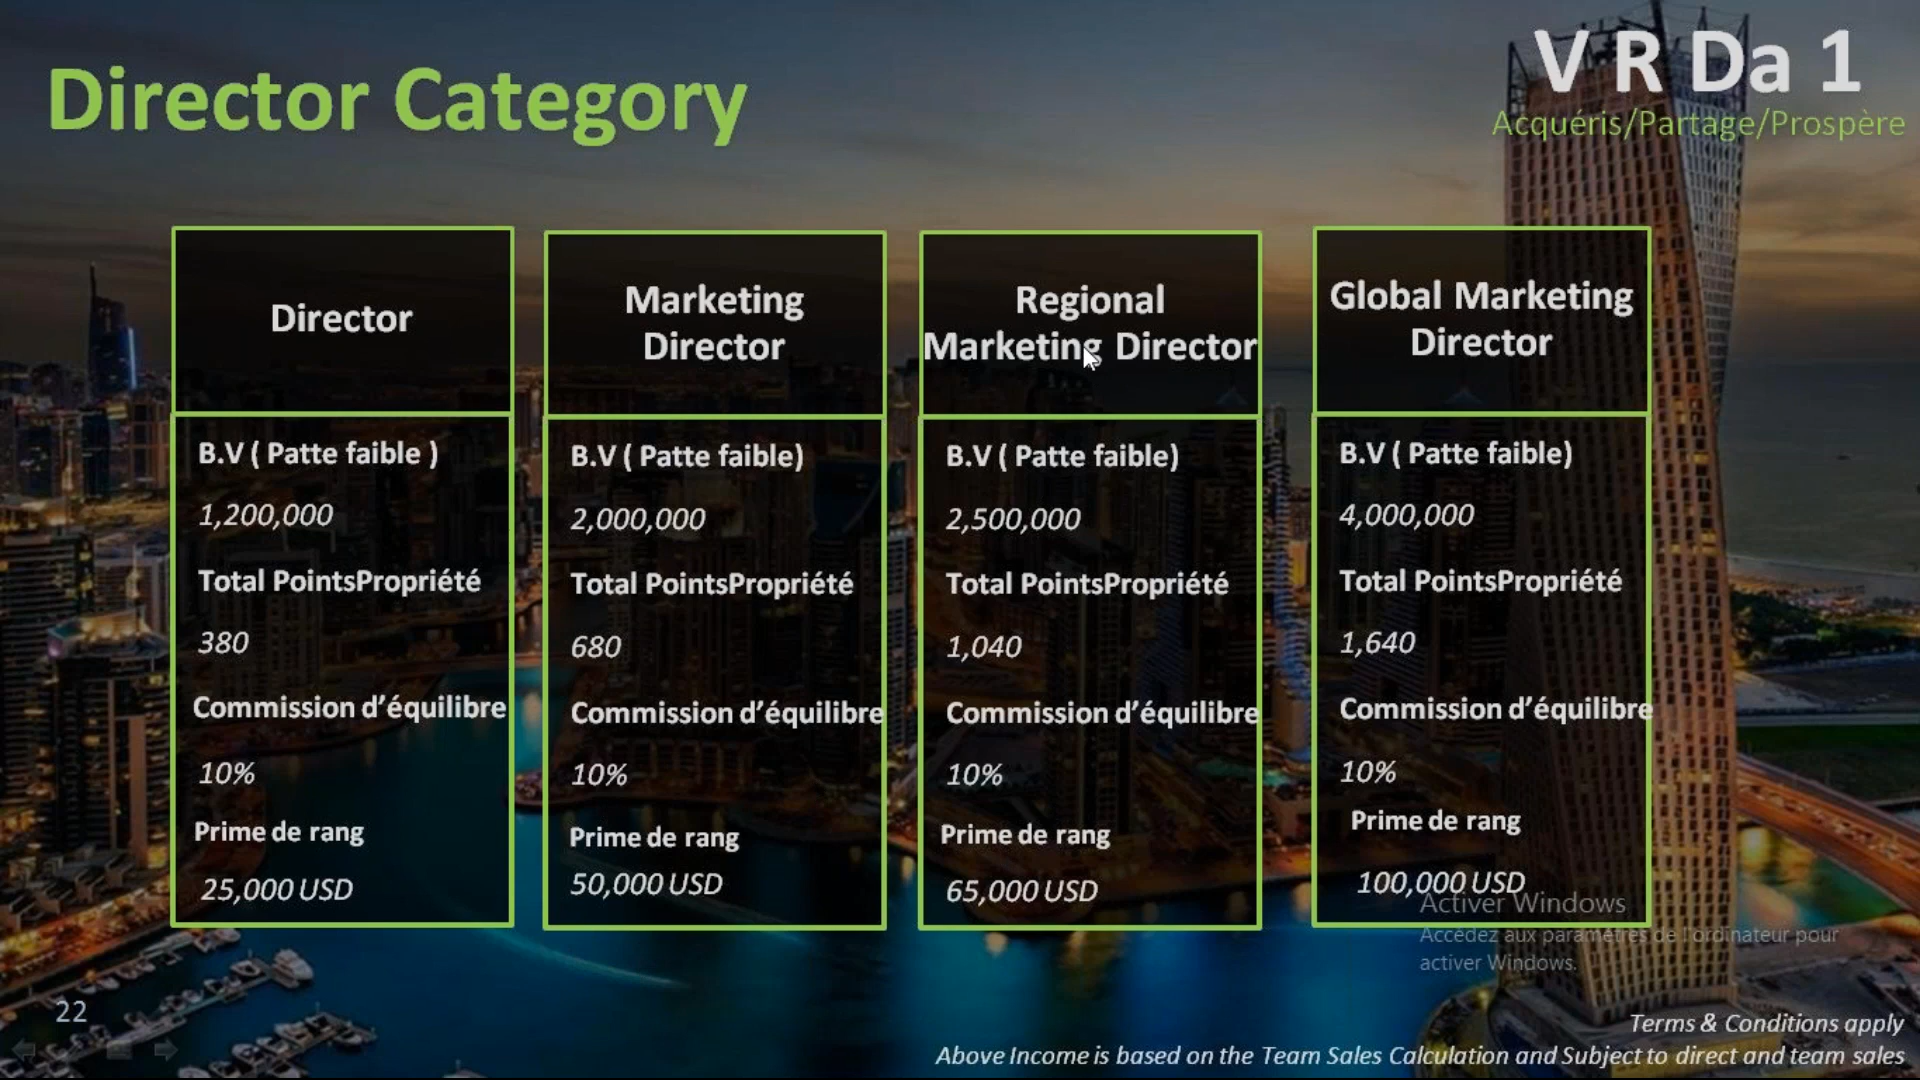 Director Category
V R Da 1
Acquéris/Partage/Prospère
Director
B.V ( Patte faible )
1,200,000
Total PointsPropriété
380
Commission d'équilibre
10%
Prime de rang
25,000 USD
Marketing
Director
B.V ( Patte faible)
2,000,000
Total PointsPropriété
680
Commission d'équilibre
10%
Prime de rang
50,000 USD
Regional
Marketing Director
B.V ( Patte faible)
2,500,000
Total PointsPropriété
1,040
Commission d'équilibre
10%
Prime de rang
65,000 USD
Global Marketing
Director
B.V ( Patte faible)
4,000,000
Total PointsPropriété
1,640
Commission d'équilibre
10%
Prime de rang
100,000 USD
Activer Windows
Accédez aux paramètres de l'ordinateur pour
activer Windows.
22
Terms & Conditions apply
Above Income is based on the Team Sales Calculation and Subject to direct and team sales